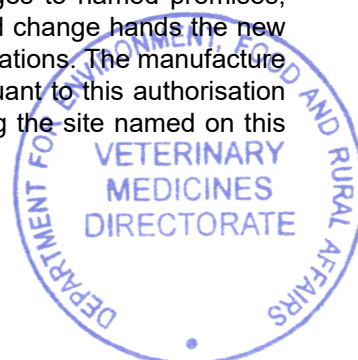 ges to named premises,
d change hands the new
ations. The manufacture
uant to this authorisation
g the site named on this
DEPARTMENT FOR ENVIRONMENT, FOOD AND RURAL AFFAIRS
VETERINARY
MEDICINES
DIRECTORATE